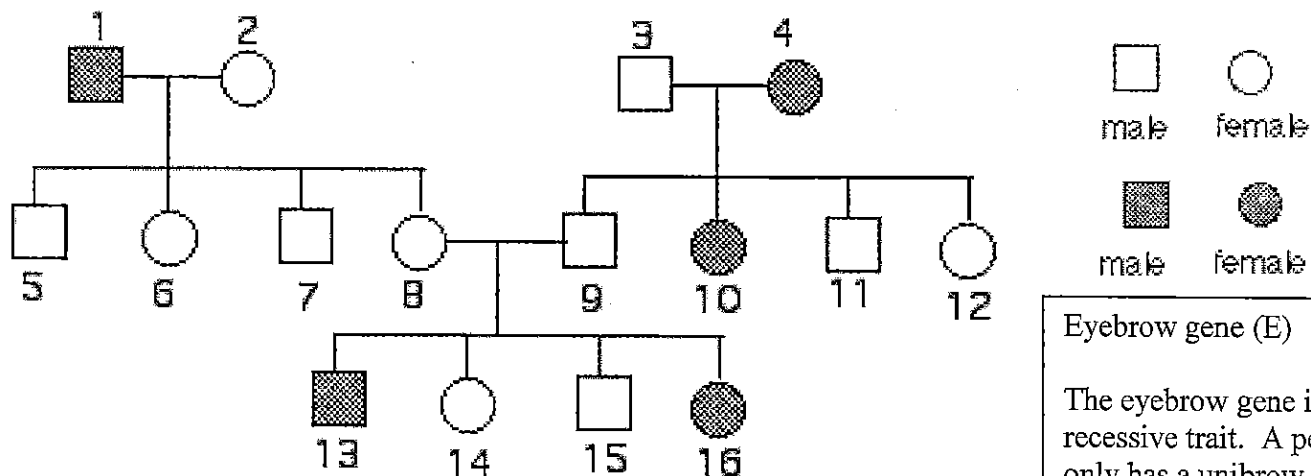 1 2 3 4
male female
5 6 7 8 9 10 11 12
male female
13 14 15 16
Eyebrow gene (E)
The eyebrow gene i
recessive trait. A pe
only has a unibrow